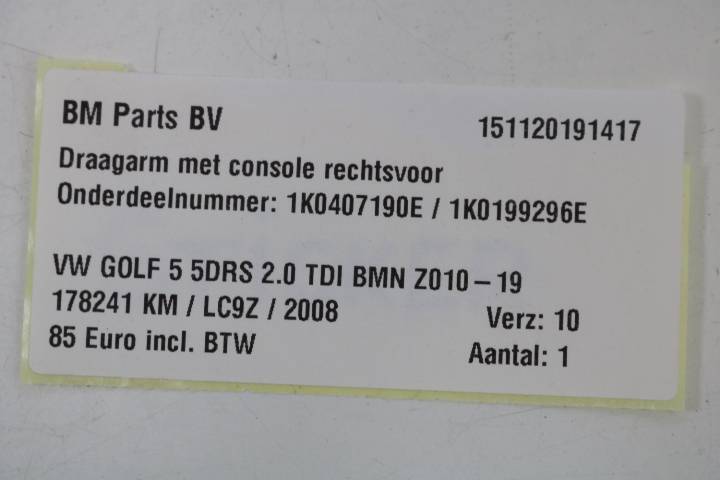 BM Parts BV 151120191417
Draagarm met console rechtsvoor
Onderdeelnummer: 1K0407190E / 1K0199296E
VW GOLF 5 5DRS 2.0 TDI BMN Z010 – 19
178241 KM / LC9Z / 2008 Verz: 10
85 Euro incl. BTW Aantal: 1